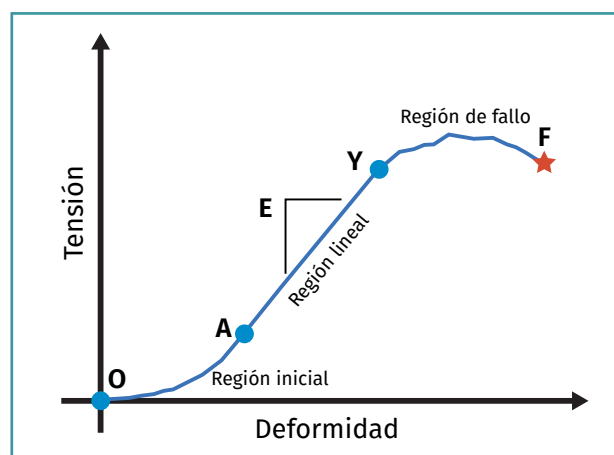 Región de fallo
F
Y
E
Tensión
Región lineal
A
O
Región inicial
Deformidad